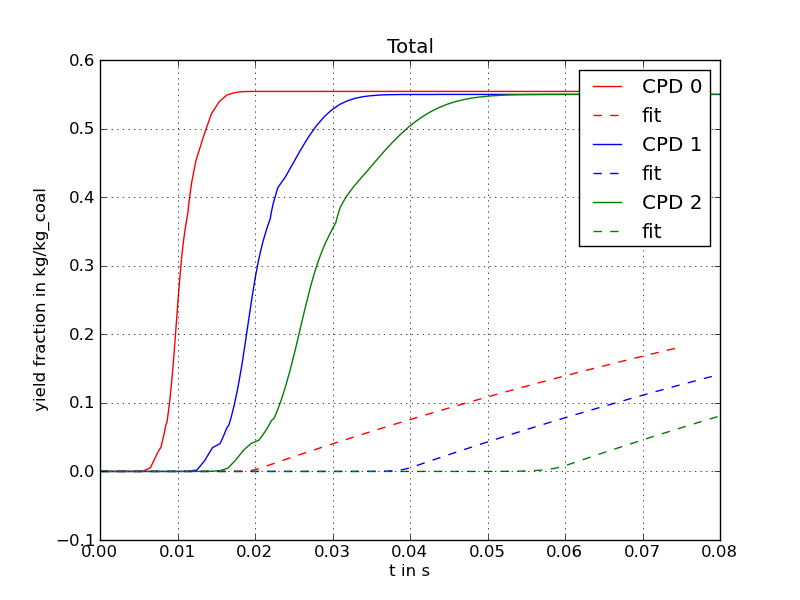 Total
0.6
0.5
0.4
0.3
0.2
0.1
0.0
−0.1
yield fraction in kg/kg_coal
CPD 0
fit
CPD 1
fit
CPD 2
fit
0.00 0.01 0.02 0.03 0.04 0.05 0.06 0.07 0.08
t in s